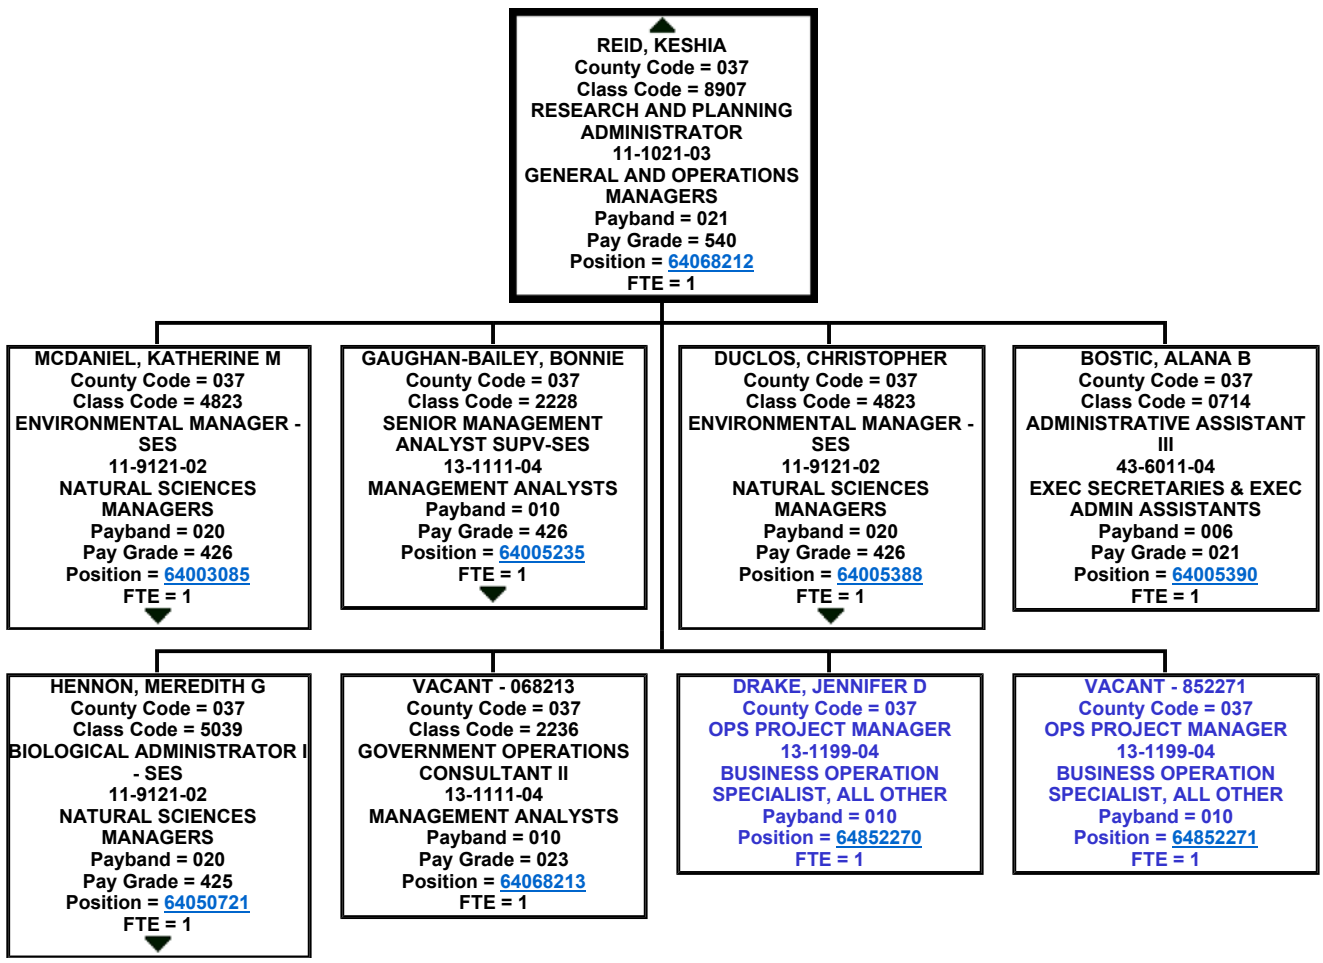 REID, KESHIA
County Code = 037
Class Code = 8907
RESEARCH AND PLANNING
ADMINISTRATOR
11-1021-03
GENERAL AND OPERATIONS
MANAGERS
Payband = 021
Pay Grade = 540
Position = 64068212
FTE = 1
MCDANIEL, KATHERINE M
County Code = 037
Class Code = 4823
ENVIRONMENTAL MANAGER -
SES
11-9121-02
NATURAL SCIENCES
MANAGERS
Payband = 020
Pay Grade = 426
Position = 64003085
FTE = 1
GAUGHAN-BAILEY, BONNIE
County Code = 037
Class Code = 2228
SENIOR MANAGEMENT
ANALYST SUPV-SES
13-1111-04
MANAGEMENT ANALYSTS
Payband = 010
Pay Grade = 426
Position = 64005235
FTE = 1
DUCLOS, CHRISTOPHER
County Code = 037
Class Code = 4823
ENVIRONMENTAL MANAGER -
SES
11-9121-02
NATURAL SCIENCES
MANAGERS
Payband = 020
Pay Grade = 426
Position = 64005388
FTE = 1
BOSTIC, ALANA B
County Code = 037
Class Code = 0714
ADMINISTRATIVE ASSISTANT
III
43-6011-04
EXEC SECRETARIES & EXEC
ADMIN ASSISTANTS
Payband = 006
Pay Grade = 021
Position = 64005390
FTE = 1
HENNON, MEREDITH G
County Code = 037
Class Code = 5039
BIOLOGICAL ADMINISTRATOR I
- SES
11-9121-02
NATURAL SCIENCES
MANAGERS
Payband = 020
Pay Grade = 425
Position = 64050721
FTE = 1
VACANT - 068213
County Code = 037
Class Code = 2236
GOVERNMENT OPERATIONS
CONSULTANT II
13-1111-04
MANAGEMENT ANALYSTS
Payband = 010
Pay Grade = 023
Position = 64068213
FTE = 1
DRAKE, JENNIFER D
County Code = 037
OPS PROJECT MANAGER
13-1199-04
BUSINESS OPERATION
SPECIALIST, ALL OTHER
Payband = 010
Position = 64852270
FTE = 1
VACANT - 852271
County Code = 037
OPS PROJECT MANAGER
13-1199-04
BUSINESS OPERATION
SPECIALIST, ALL OTHER
Payband = 010
Position = 64852271
FTE = 1